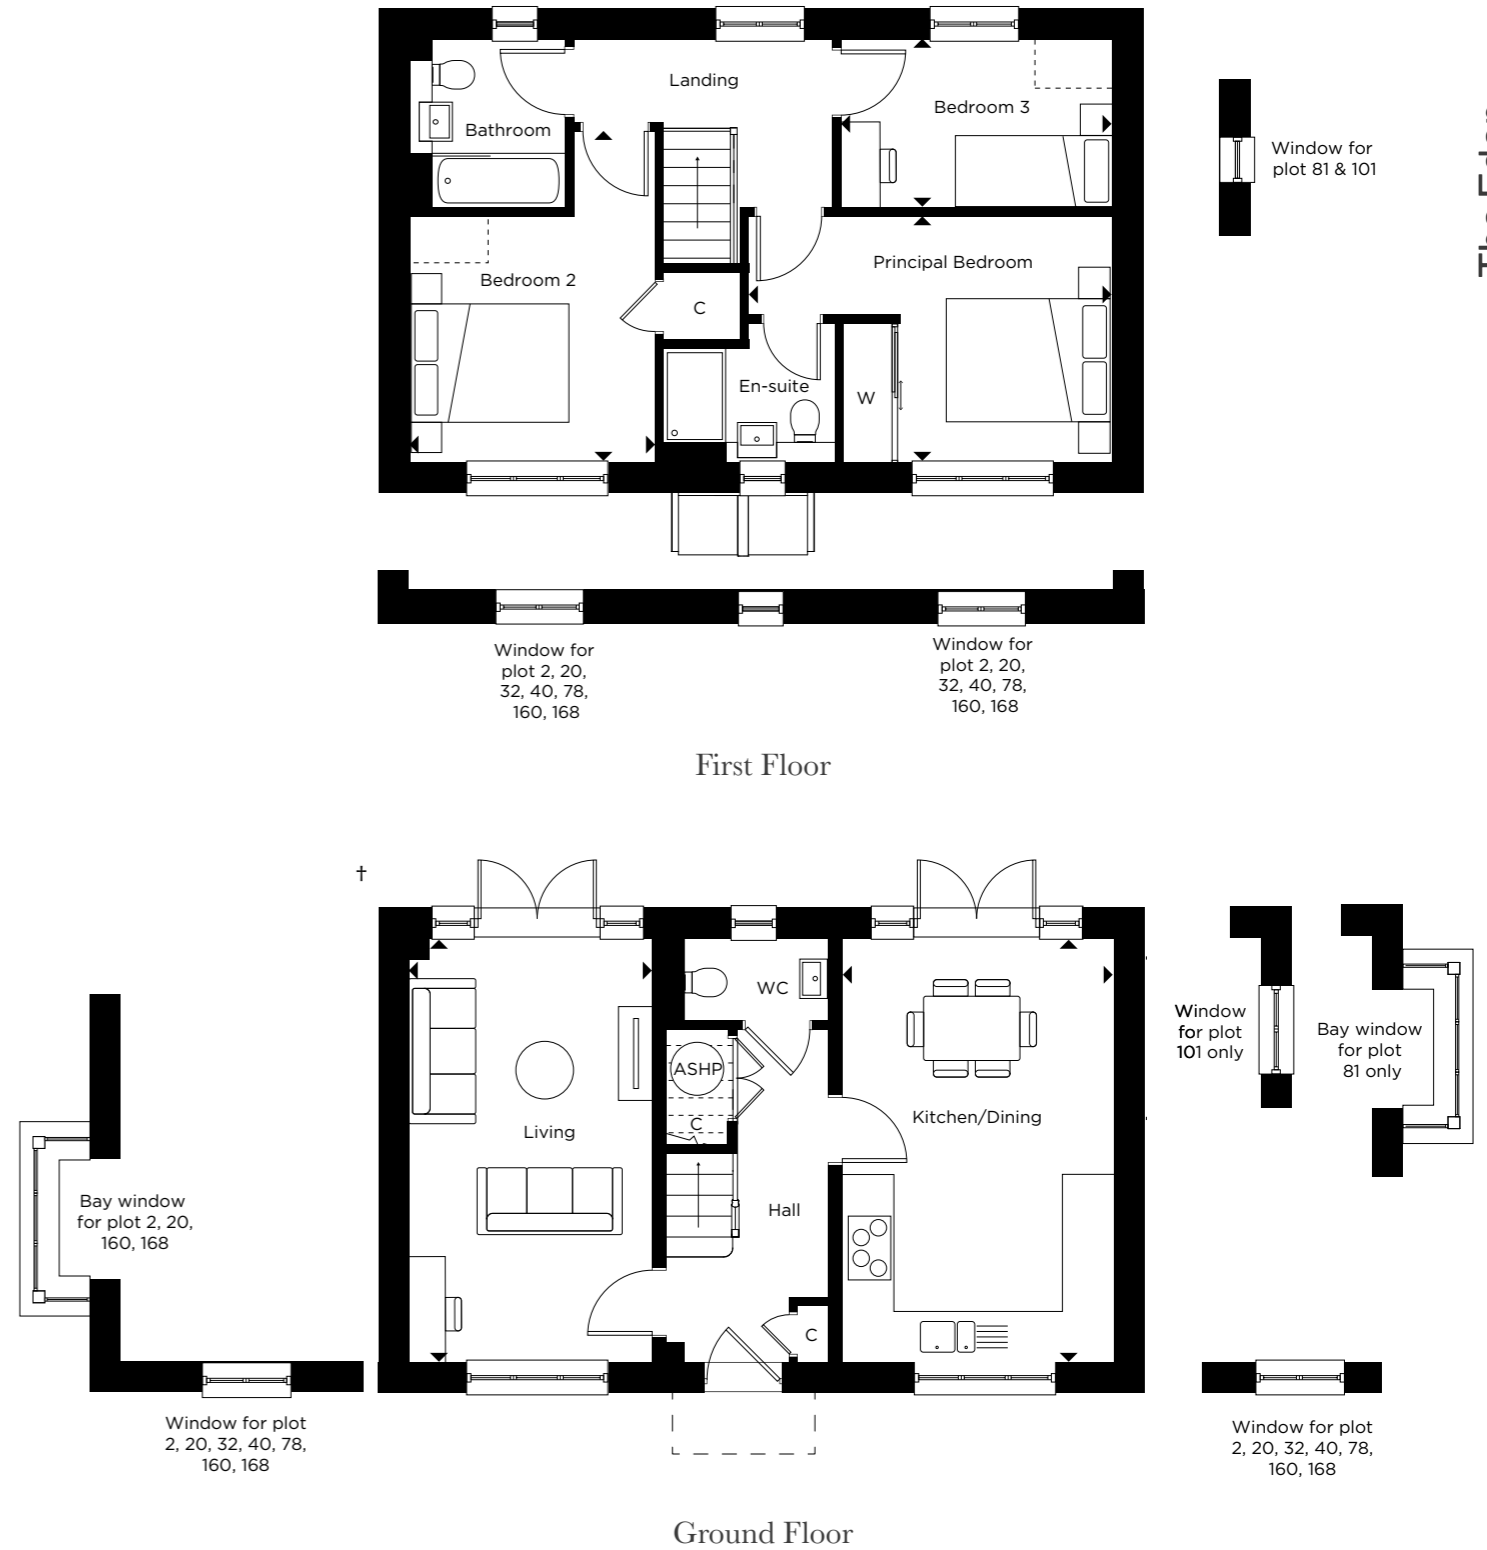 Landing
Bedroom 3
Bathroom
Window for
plot 81 & 101
Principal Bedroom
Bedroom 2
C
En-suite
W
Window for
plot 2, 20,
32, 40, 78,
160, 168
Window for
plot 2, 20,
32, 40, 78,
160, 168
First Floor
†
WC
ASHP
C
Living
Kitchen/Dining
Hall
C
Window
for plot
101 only
Bay window
for plot
81 only
Bay window
for plot 2, 20,
160, 168
Window for plot
2, 20, 32, 40, 78,
160, 168
Window for plot
2, 20, 32, 40, 78,
160, 168
Ground Floor